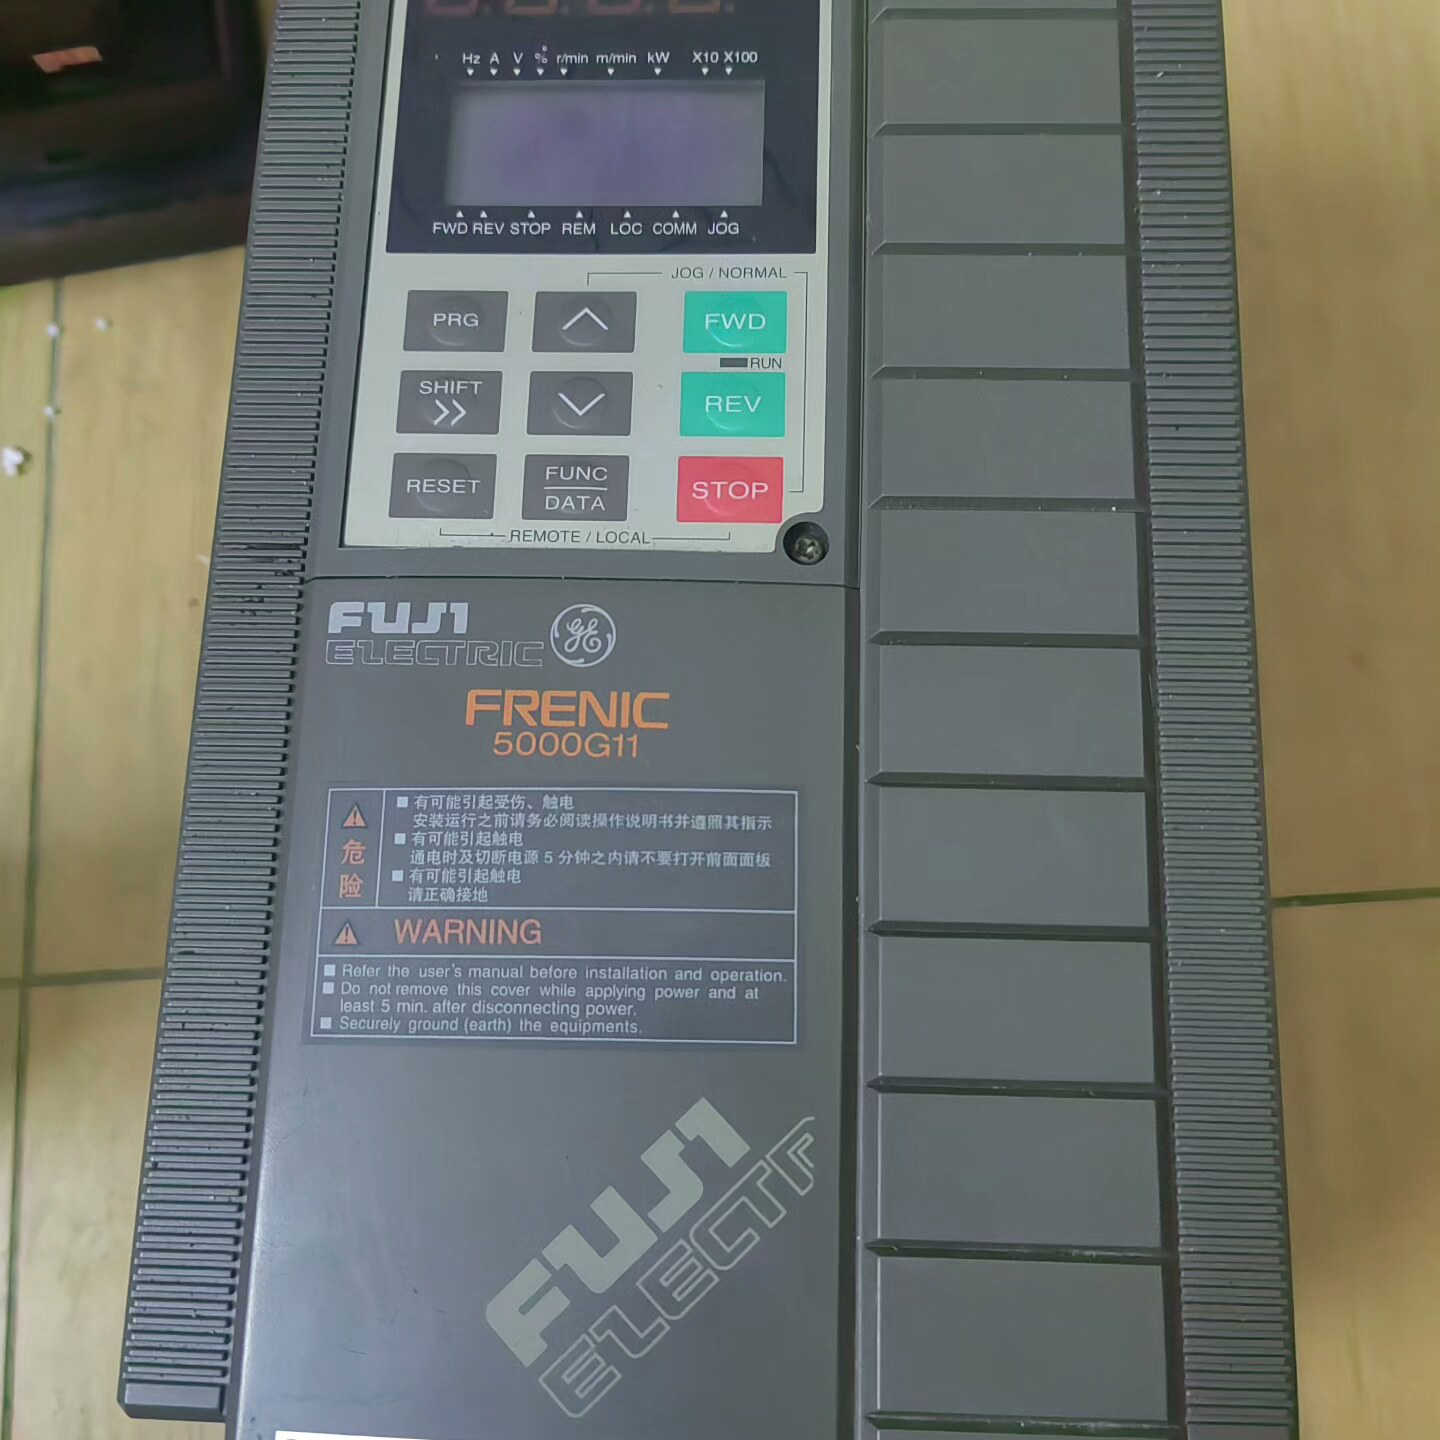 Hz A V % r/min m/min kW X10 X100
FWD REV STOP REM LOC COMM JOG
JOG / NORMAL
PRG
FWD
RUN
SHIFT
REV
RESET
FUNC
DATA
STOP
REMOTE / LOCAL
FUJI
ELECTRIC
GE
FRENIC
5000G11
危险
■ 有可能引起受伤、触电
安装运行之前请务必阅读操作说明书并遵照其指示
■ 有可能引起触电
通电时及切断电源 5 分钟之内请不要打开前面面板
■ 有可能引起触电
请正确接地
WARNING
■ Refer the user's manual before installation and operation.
■ Do not remove this cover while applying power and at
least 5 min. after disconnecting power.
■ Securely ground (earth) the equipments.
FUJI
ELECTR